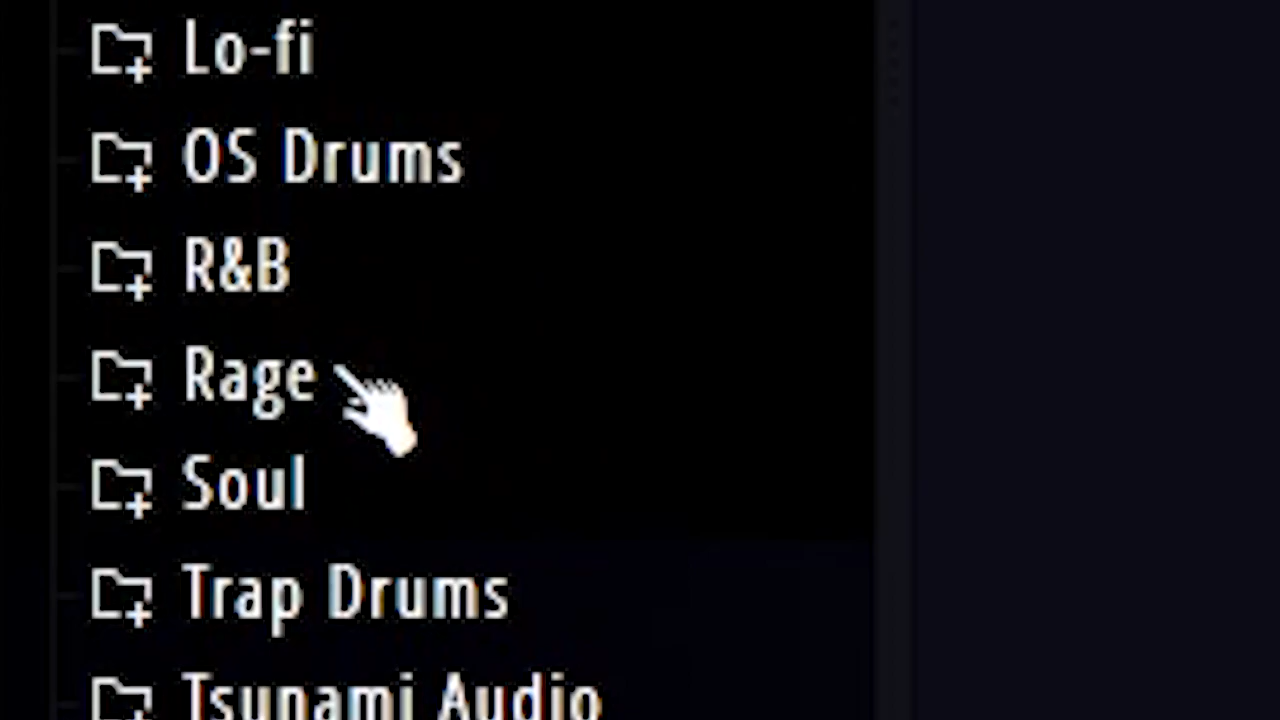 Lo-fi
OS Drums
R&B
Rage
Soul
Trap Drums
Tsunami Audio